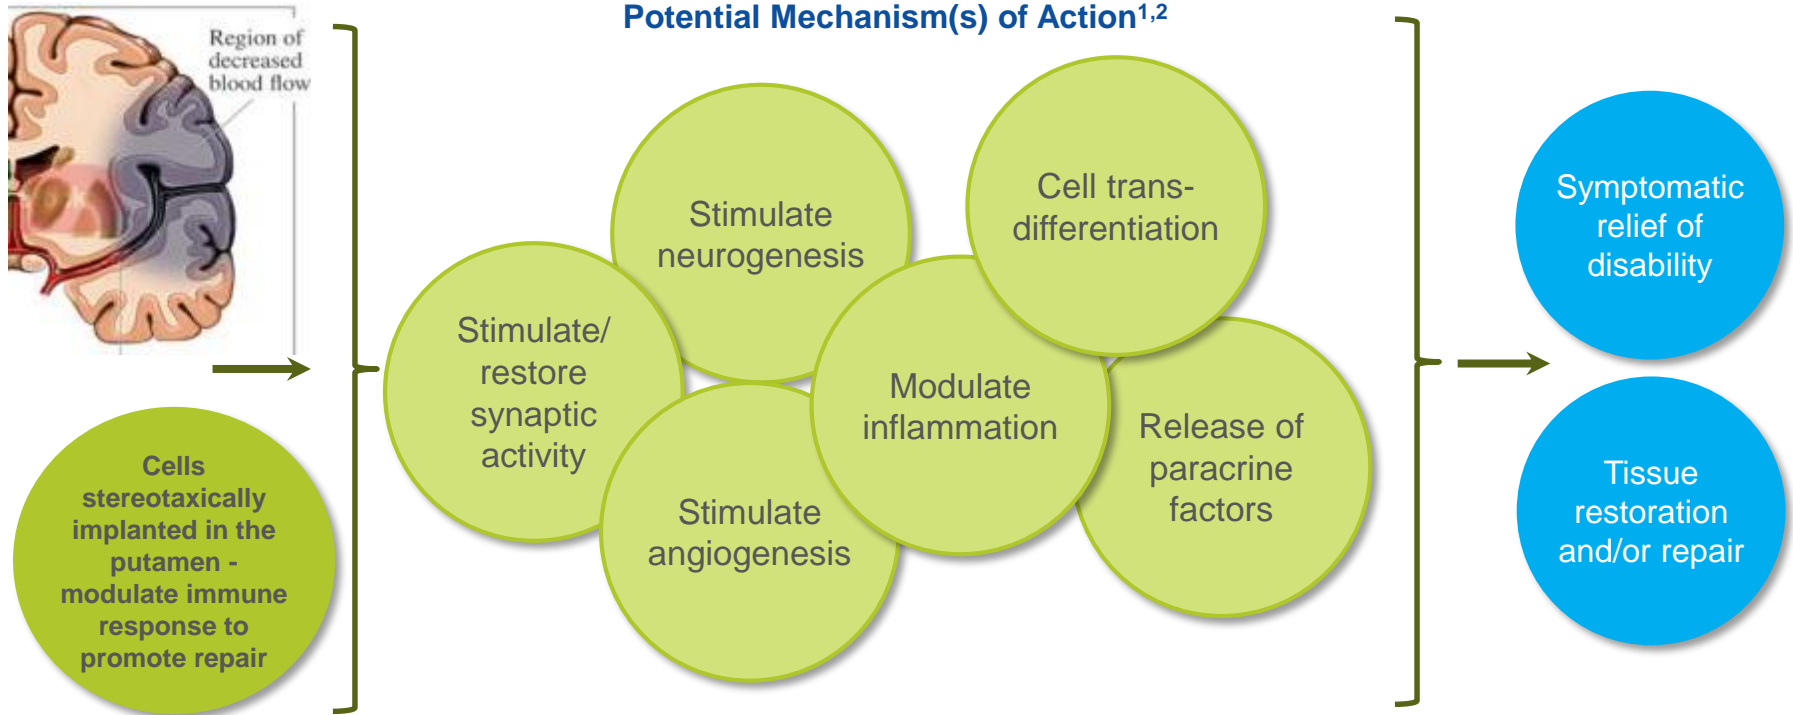 Potential Mechanism(s) of Action1,2
Region of
decreased
blood flow
Cells
stereotaxically
implanted in the
putamen -
modulate immune
response to
promote repair
Stimulate/
restore
synaptic
activity
Stimulate
neurogenesis
Stimulate
angiogenesis
Modulate
inflammation
Cell trans-
differentiation
Release of
paracrine
factors
Symptomatic
relief of
disability
Tissue
restoration
and/or repair